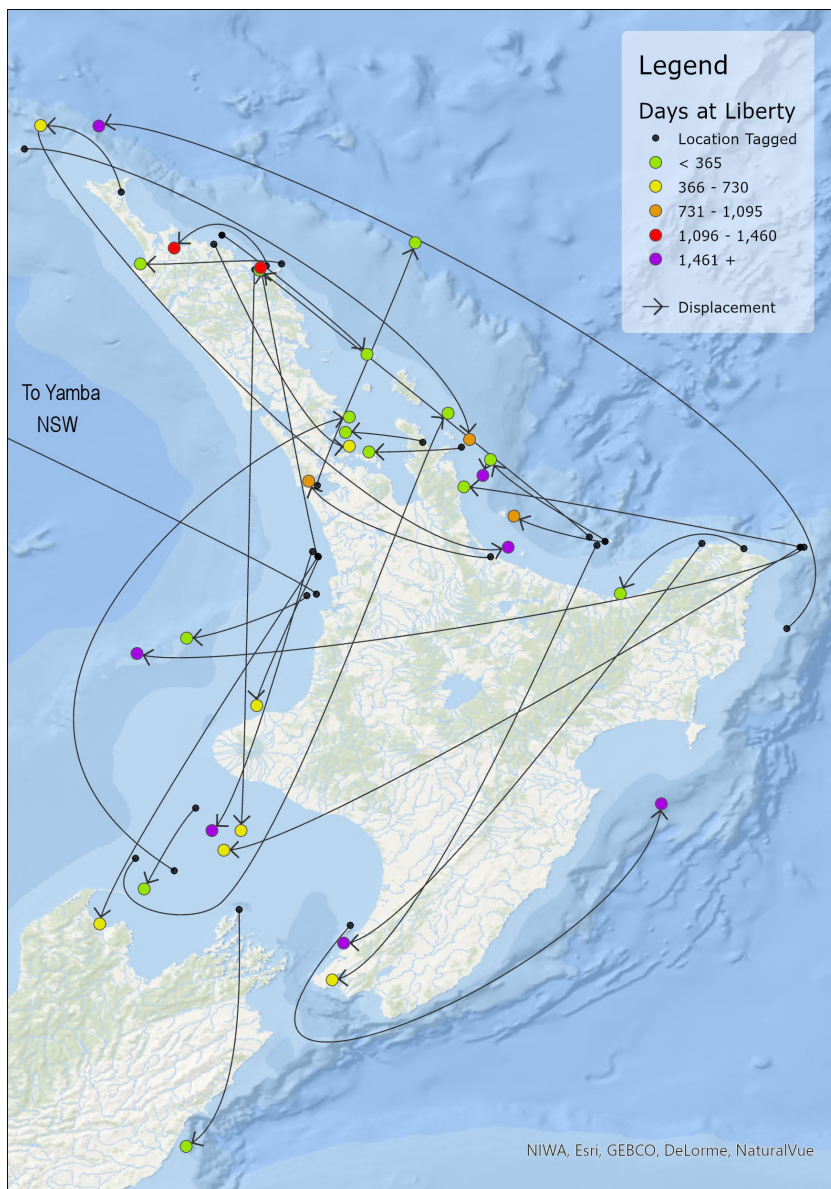 Legend
Days at Liberty
Location Tagged
< 365
366 - 730
731 - 1,095
1,096 - 1,460
1,461 +
Displacement
To Yamba
NSW
NIWA, Esri, GEBCO, DeLorme, NaturalVue